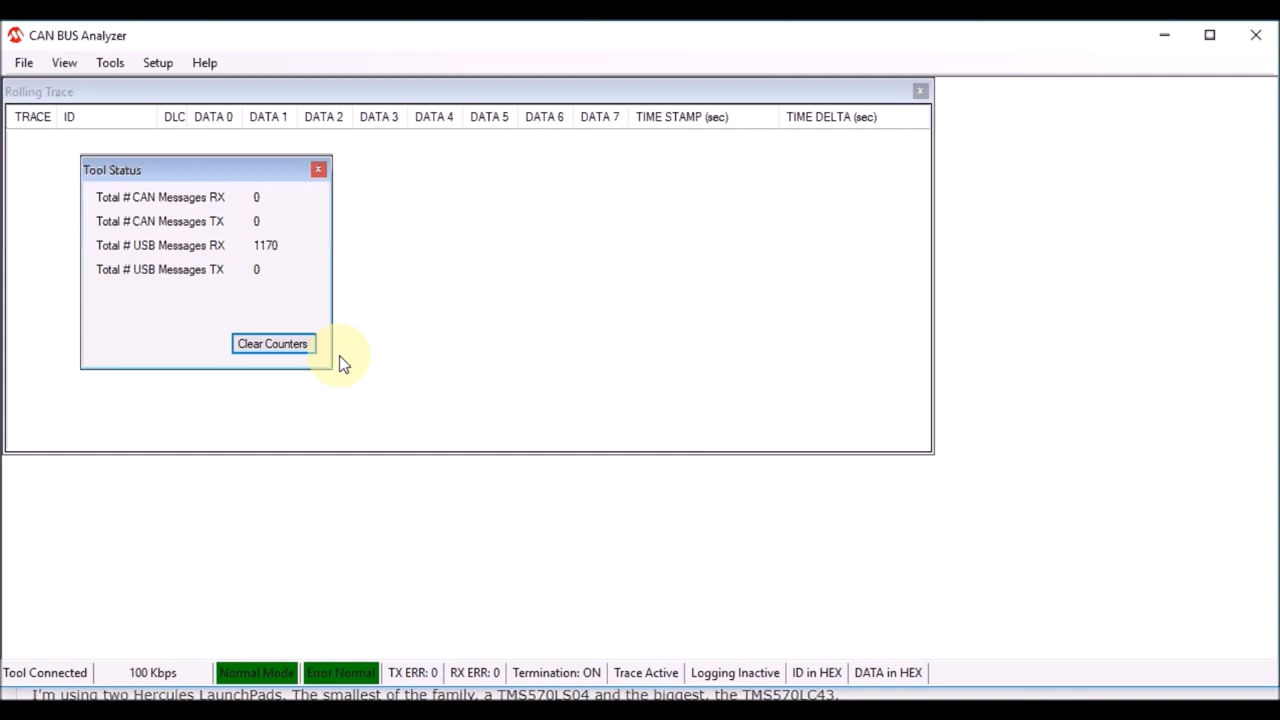 CAN BUS Analyzer
File View Tools Setup Help
Rolling Trace
TRACE ID DLC DATA 0 DATA 1 DATA 2 DATA 3 DATA 4 DATA 5 DATA 6 DATA 7 TIME STAMP (sec) TIME DELTA (sec)
Tool Status
Total # CAN Messages RX 0
Total # CAN Messages TX 0
Total # USB Messages RX 1170
Total # USB Messages TX 0
Clear Counters
Tool Connected 100 Kbps Normal Mode Error Normal TX ERR: 0 RX ERR: 0 Termination: ON Trace Active Logging Inactive ID in HEX DATA in HEX
I'm using two Hercules LaunchPads. The smallest of the family, a TMS570LS04 and the biggest, the TMS570LC43.